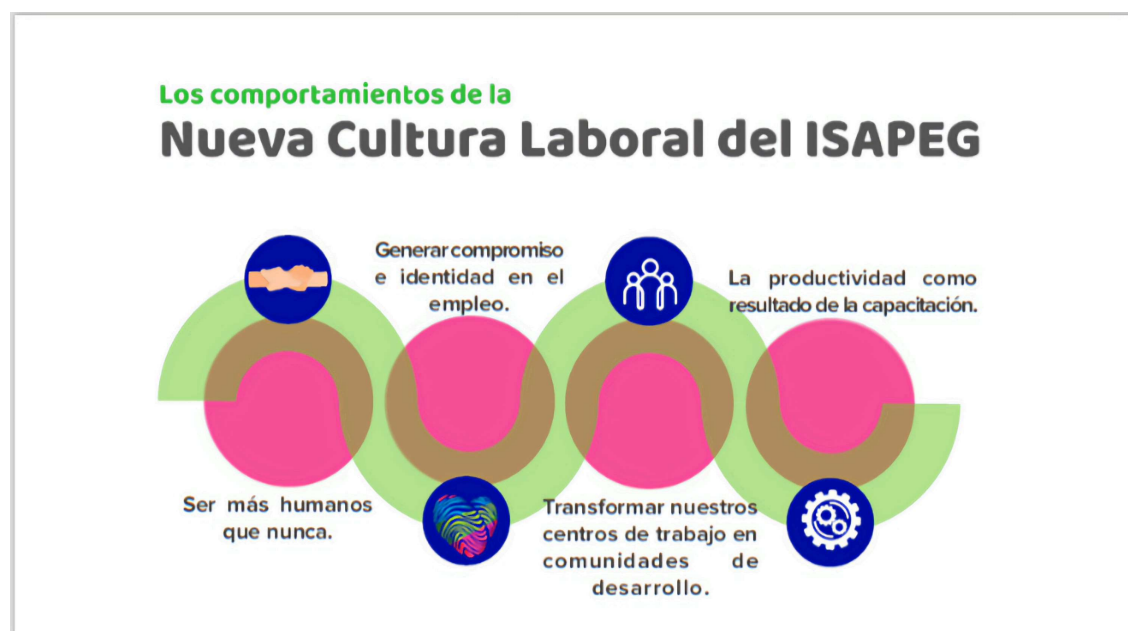 Los comportamientos de la
Nueva Cultura Laboral del ISAPEG
Generar compromiso
e identidad en el
empleo.
La productividad como
resultado de la capacitación.
Ser más humanos
que nunca.
Transformar nuestros
centros de trabajo en
comunidades de
desarrollo.